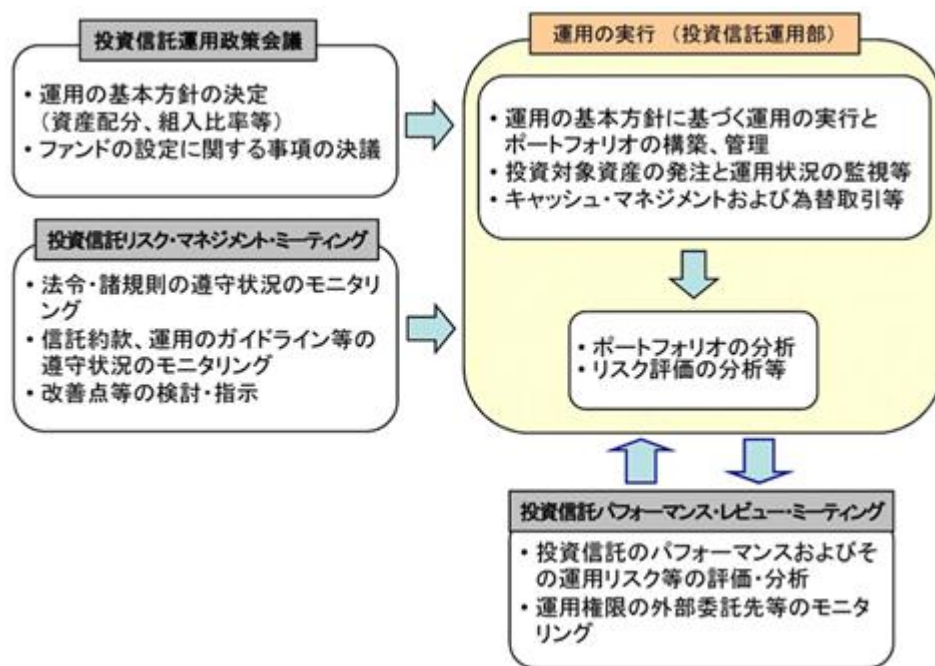 投資信託運用政策会議
• 運用の基本方針の決定
（資産配分、組入比率等）
• ファンドの設定に関する事項の決議
投資信託リスク・マネジメント・ミーティング
• 法令・諸規則の遵守状況のモニタリ
ング
• 信託約款、運用のガイドライン等の
遵守状況のモニタリング
• 改善点等の検討・指示
運用の実行 （投資信託運用部）
• 運用の基本方針に基づく運用の実行と
ポートフォリオの構築、管理
• 投資対象資産の発注と運用状況の監視等
• キャッシュ・マネジメントおよび為替取引等
• ポートフォリオの分析
• リスク評価の分析等
投資信託パフォーマンス・レビュー・ミーティング
• 投資信託のパフォーマンスおよびそ
の運用リスク等の評価・分析
• 運用権限の外部委託先等のモニタ
リング